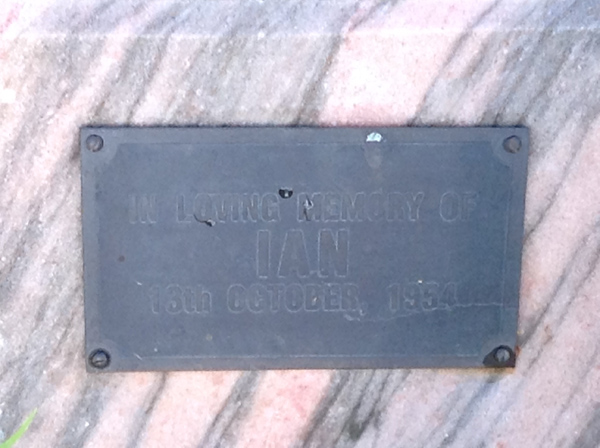 IN LOVING MEMORY OF
IAN
13th OCTOBER, 1954